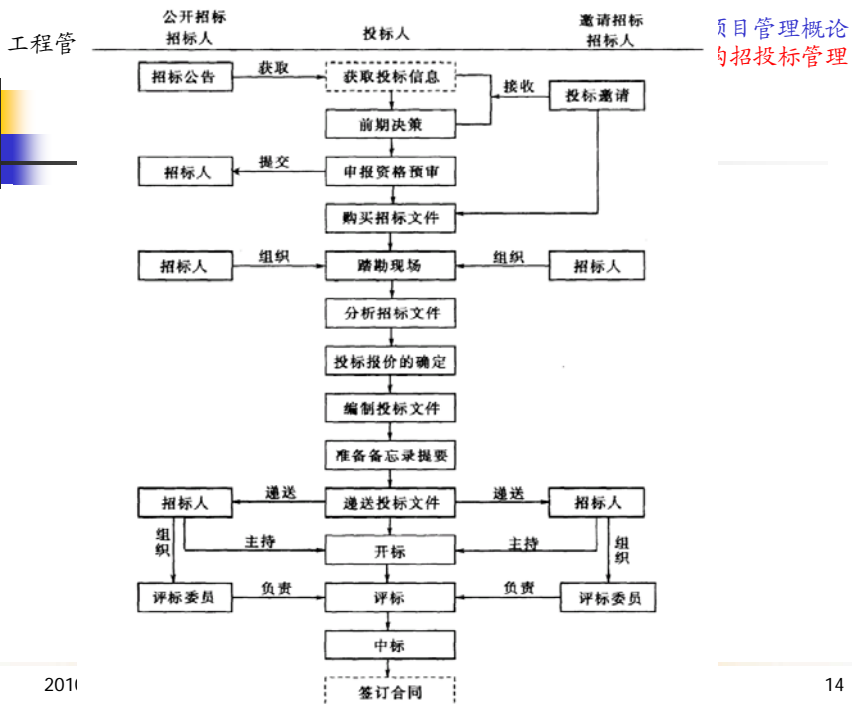 公开招标
招标人
投标人
邀请招标
招标人
工程管
项目管理概论
的招投标管理
招标公告
获取
获取投标信息
接收
投标邀请
前期决策
招标人
提交
申报资格预审
购买招标文件
招标人
组织
踏勘现场
组织
招标人
分析招标文件
投标报价的确定
编制投标文件
准备备忘录提要
招标人
递送
递送投标文件
递送
招标人
组织
主持
开标
主持
组织
评标委员
负责
评标
负责
评标委员
中标
签订合同
2010
14